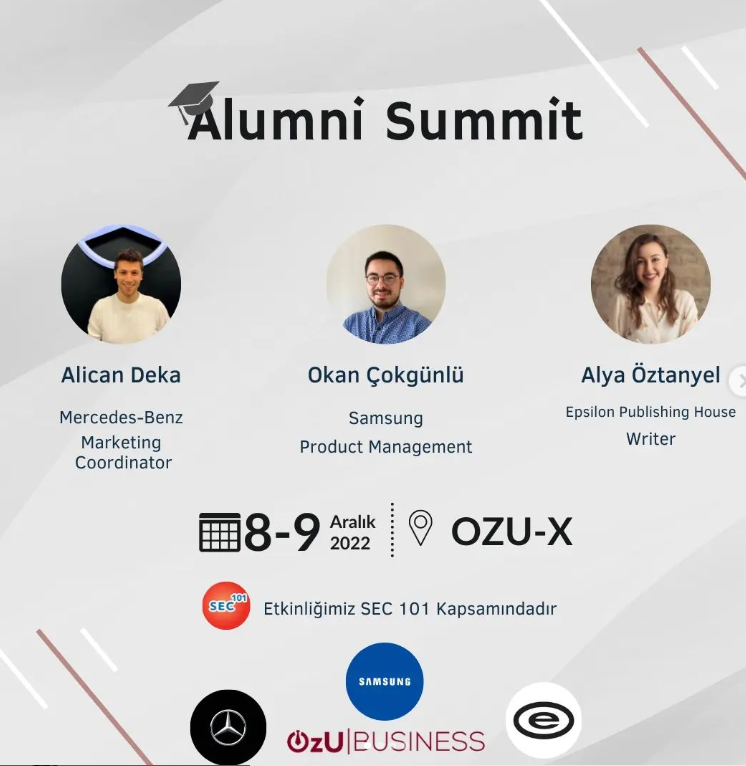 Alumni Summit
Alican Deka
Mercedes-Benz
Marketing
Coordinator
Okan Çokgünlü
Samsung
Product Management
Alya Öztanyel
Epsilon Publishing House
Writer
8-9 Aralık
2022
OZU-X
SEC 101
Etkinliğimiz SEC 101 Kapsamındadır
SAMSUNG
e
ÖzU|BUSINESS